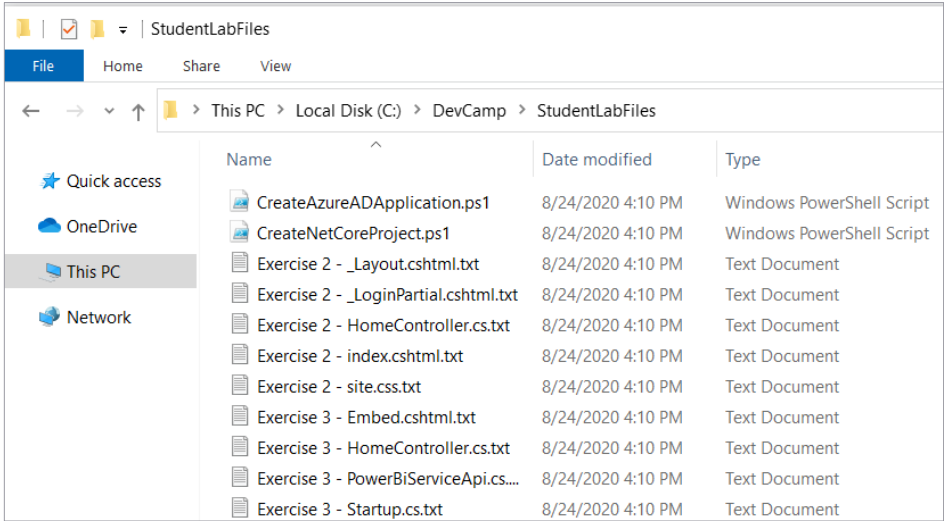 StudentLabFiles
File Home Share View
This PC Local Disk (C:) DevCamp StudentLabFiles
Name Date modified Type
Quick access
OneDrive
This PC
Network
CreateAzureADApplication.ps1 8/24/2020 4:10 PM Windows PowerShell Script
CreateNetCoreProject.ps1 8/24/2020 4:10 PM Windows PowerShell Script
Exercise 2 - _Layout.cshtml.txt 8/24/2020 4:10 PM Text Document
Exercise 2 - _LoginPartial.cshtml.txt 8/24/2020 4:10 PM Text Document
Exercise 2 - HomeController.cs.txt 8/24/2020 4:10 PM Text Document
Exercise 2 - index.cshtml.txt 8/24/2020 4:10 PM Text Document
Exercise 2 - site.css.txt 8/24/2020 4:10 PM Text Document
Exercise 3 - Embed.cshtml.txt 8/24/2020 4:10 PM Text Document
Exercise 3 - HomeController.cs.txt 8/24/2020 4:10 PM Text Document
Exercise 3 - PowerBiServiceApi.cs.... 8/24/2020 4:10 PM Text Document
Exercise 3 - Startup.cs.txt 8/24/2020 4:10 PM Text Document